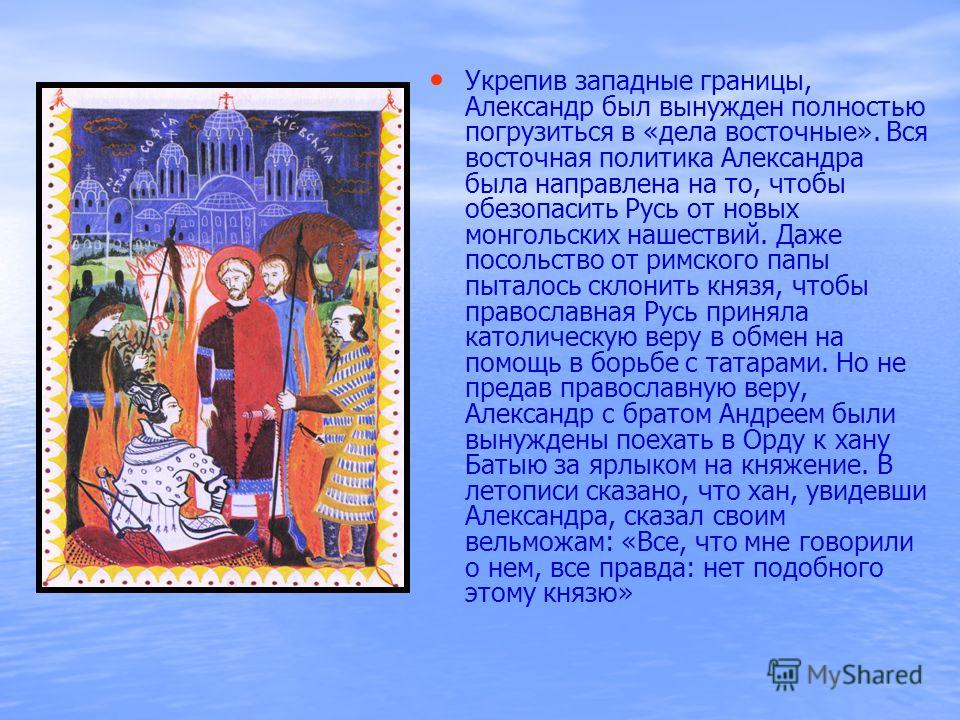 СОФІА
КІЄВСКАА
Укрепив западные границы,
Александр был вынужден полностью
погрузиться в «дела восточные». Вся
восточная политика Александра
была направлена на то, чтобы
обезопасить Русь от новых
монгольских нашествий. Даже
посольство от римского папы
пыталось склонить князя, чтобы
православная Русь приняла
католическую веру в обмен на
помощь в борьбе с татарами. Но не
предав православную веру,
Александр с братом Андреем были
вынуждены поехать в Орду к хану
Батыю за ярлыком на княжение. В
летописи сказано, что хан, увидевши
Александра, сказал своим
вельможам: «Все, что мне говорили
о нем, все правда: нет подобного
этому князю»
MyShared